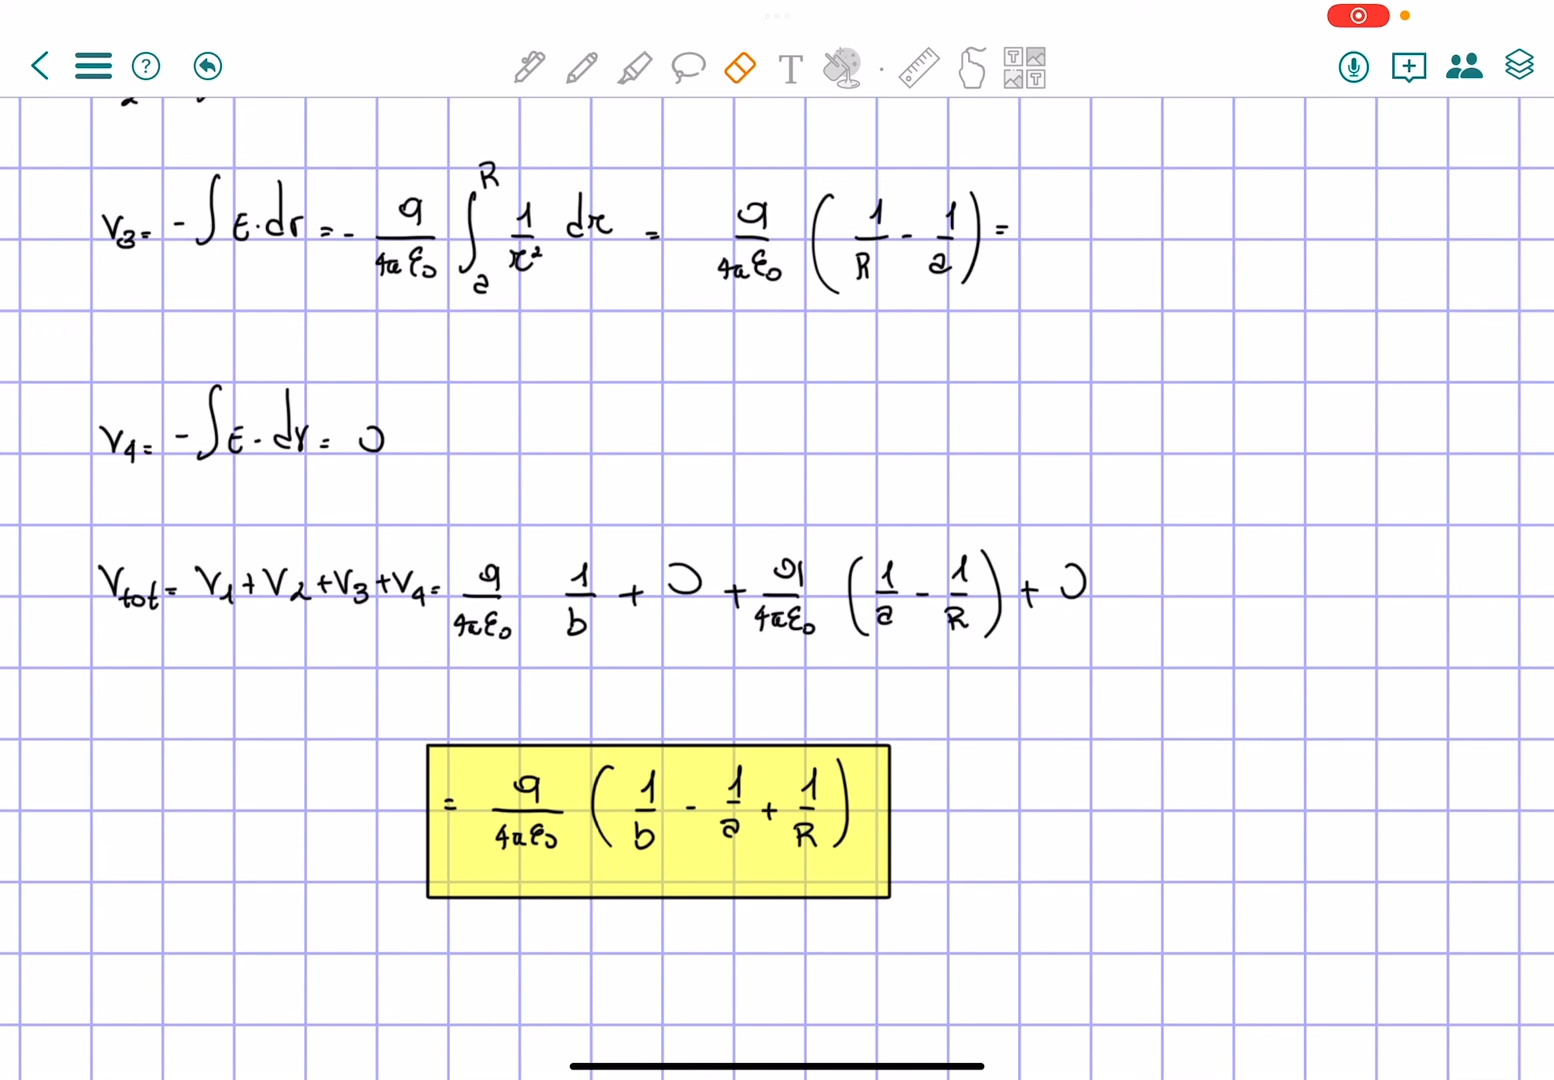 V3 = - ∫ E · dr = - q/4πε0 ∫_a^R 1/r² dr = q/4πε0 ( 1/R - 1/a ) =
V4 = - ∫ E · dr = 0
Vtot = V1 + V2 + V3 + V4 = q/4πε0 1/b + 0 + q/4πε0 ( 1/a - 1/R ) + 0
= q/4πε0 ( 1/b - 1/a + 1/R )